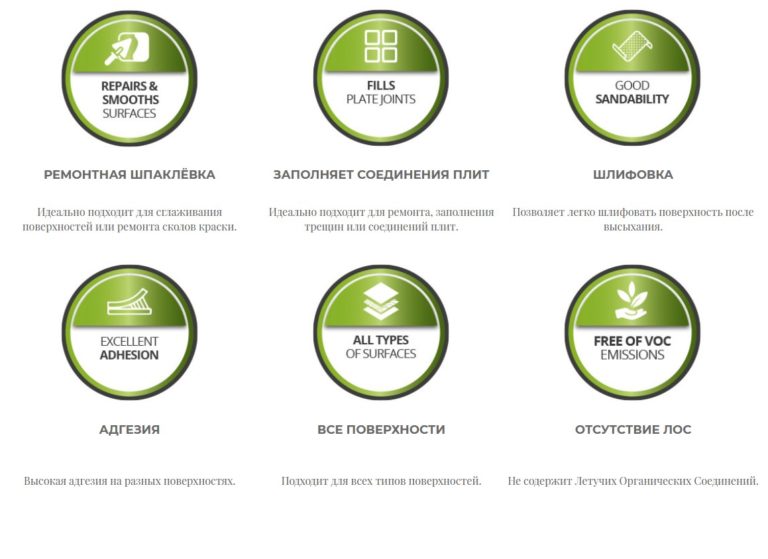 REPAIRS &
SMOOTHS
SURFACES
FILLS
PLATE JOINTS
GOOD
SANDABILITY
РЕМОНТНАЯ ШПАКЛЁВКА
ЗАПОЛНЯЕТ СОЕДИНЕНИЯ ПЛИТ
ШЛИФОВКА
Идеально подходит для сглаживания
поверхностей или ремонта сколов краски.
Идеально подходит для ремонта, заполнения
трещин или соединений плит.
Позволяет легко шлифовать поверхность после
высыхания.
EXCELLENT
ADHESION
ALL TYPES
OF SURFACES
FREE OF VOC
EMISSIONS
АДГЕЗИЯ
ВСЕ ПОВЕРХНОСТИ
ОТСУТСТВИЕ ЛОС
Высокая адгезия на разных поверхностях.
Подходит для всех типов поверхностей.
Не содержит Летучих Органических Соединений.